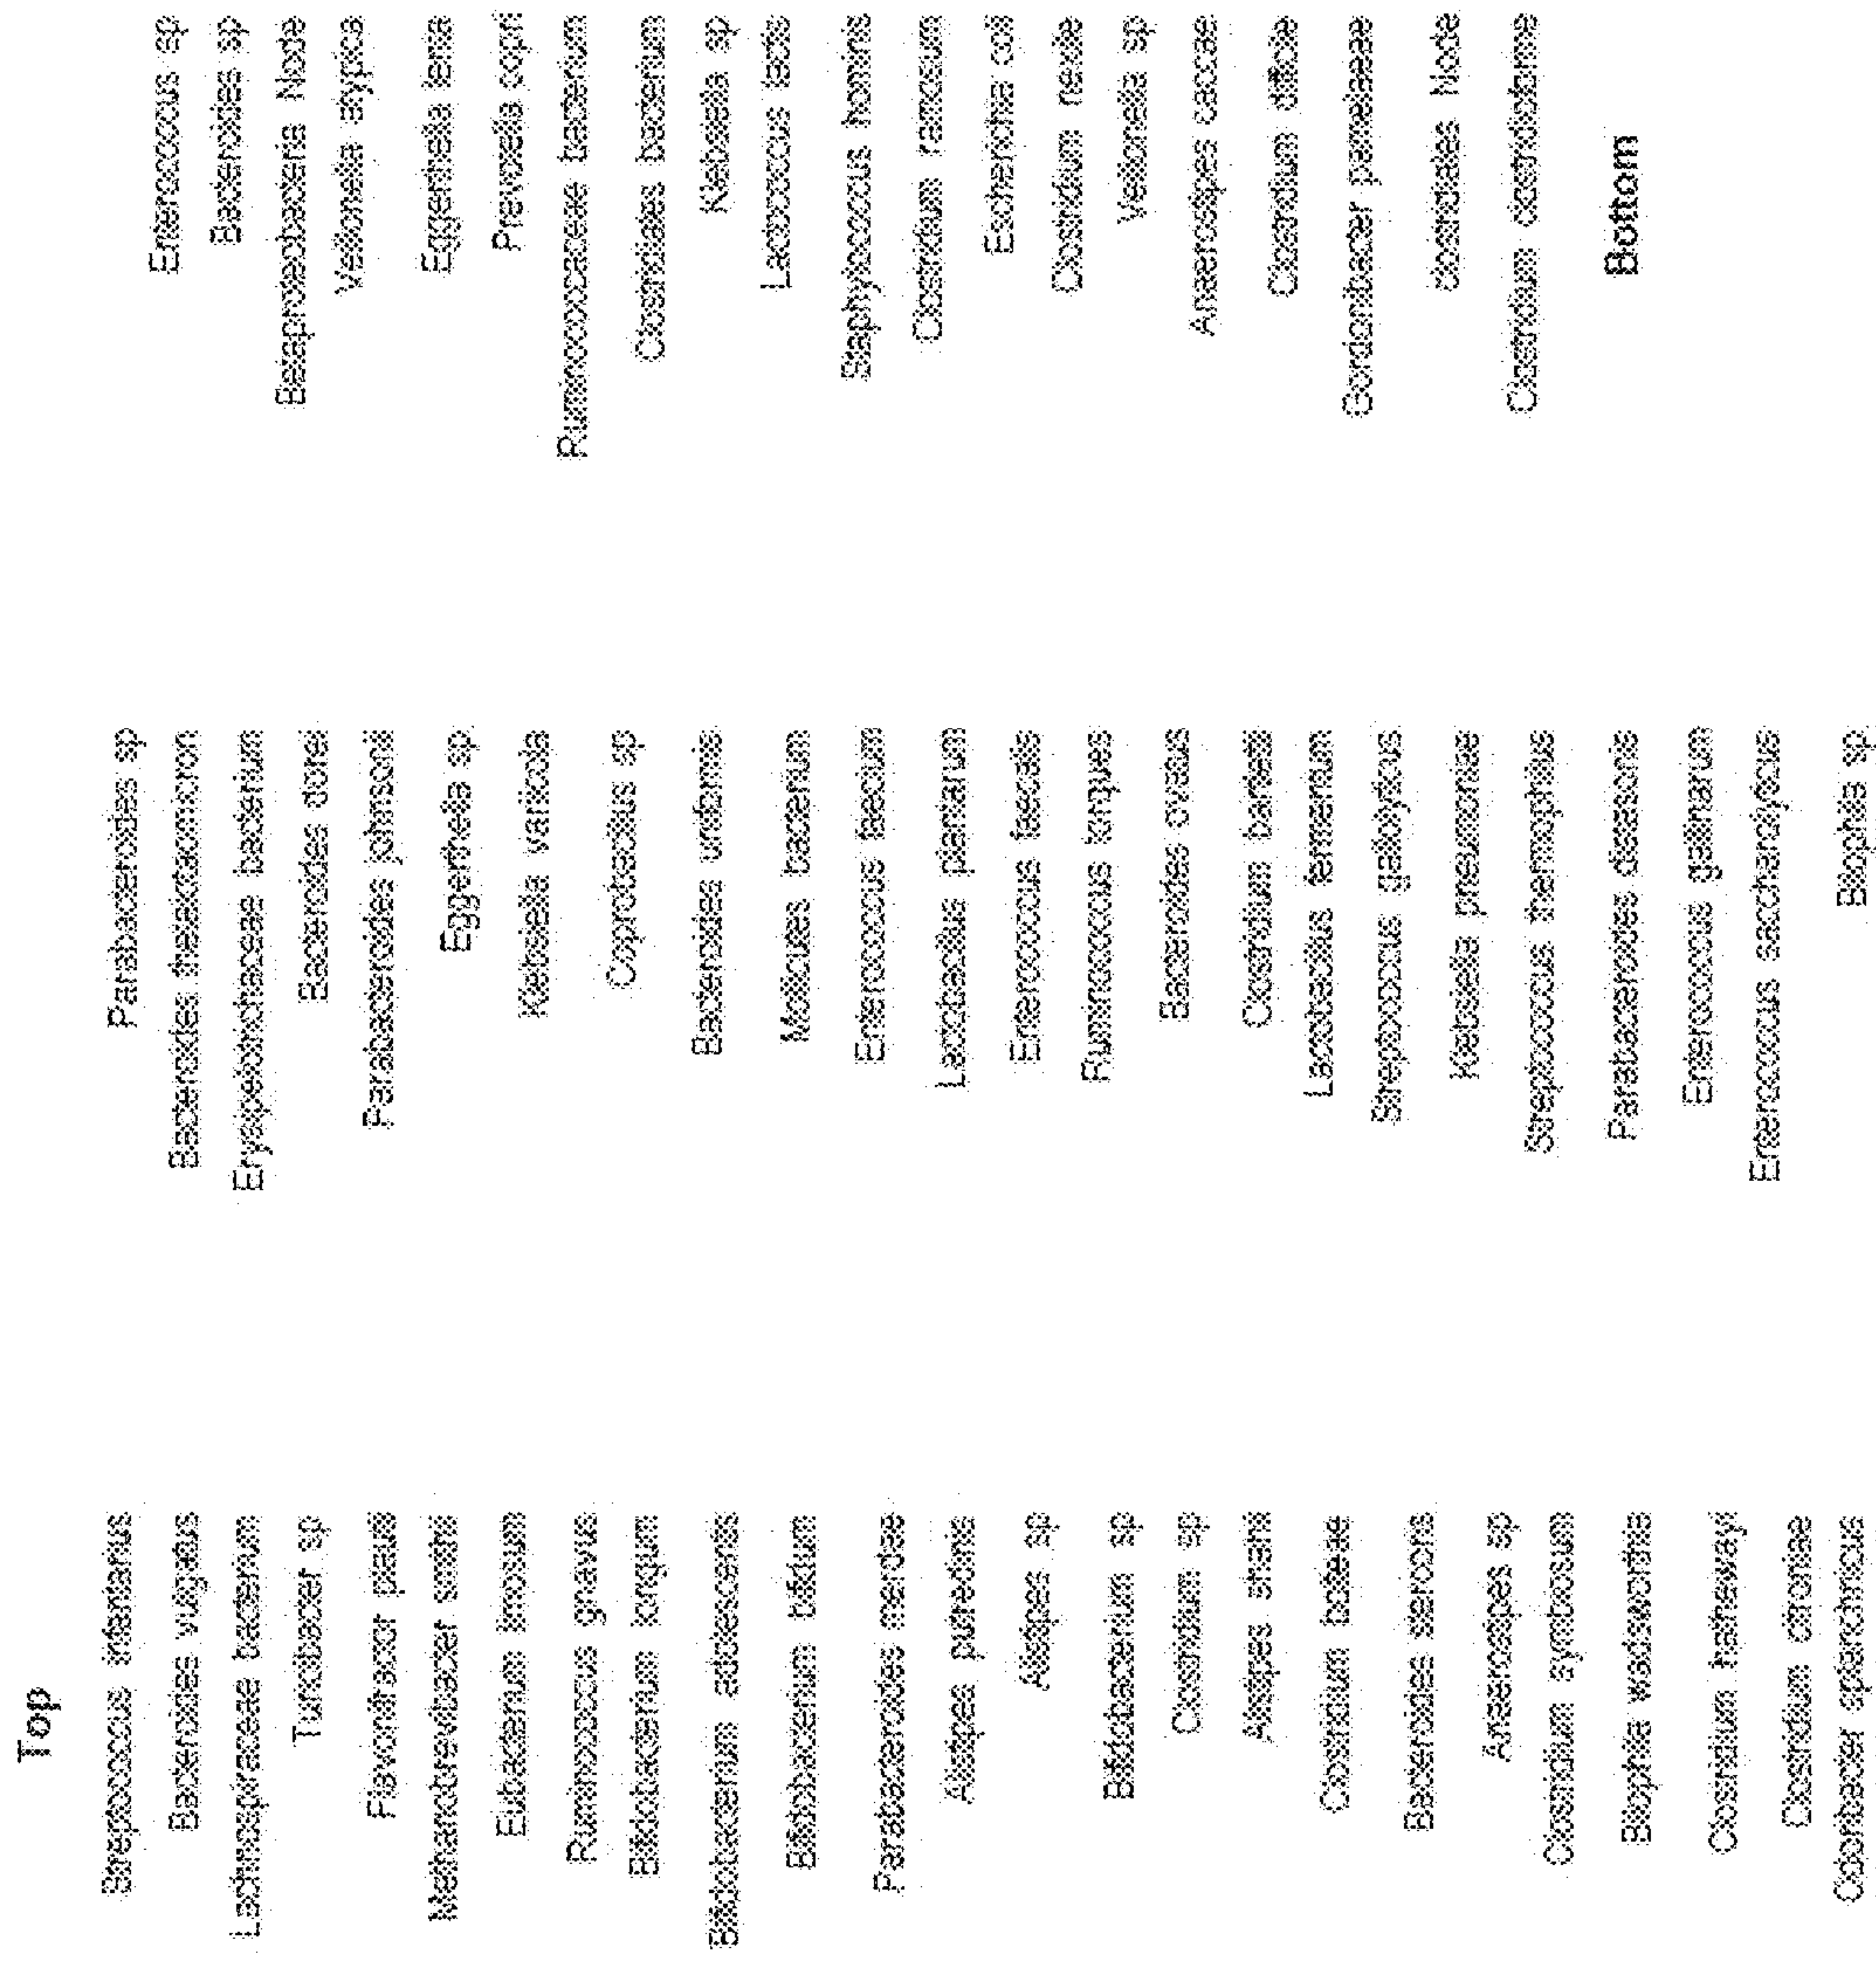 Top
Streptococcus infantarius
Bacteroides vulgatus
Lachnospiraceae bacterium
Turicibacter sp
Flavonifractor plautii
Methanobrevibacter smithii
Eubacterium limosum
Ruminococcus gnavus
Bifidobacterium longum
Bifidobacterium adolescentis
Bifidobacterium bifidum
Parabacteroides merdae
Alistipes putredinis
Alistipes sp
Bifidobacterium sp
Clostridium sp
Alistipes shahii
Clostridium bolteae
Bacteroides stercoris
Anaerostipes sp
Clostridium symbiosum
Bilophila wadsworthia
Clostridium hathewayi
Clostridium citroniae
Odoribacter splanchnicus
Parabacteroides sp
Bacteroides thetaiotaomicron
Erysipelotrichaceae bacterium
Bacteroides dorei
Parabacteroides johnsonii
Eggerthella sp
Klebsiella variicola
Coprobacillus sp
Bacteroides uniformis
Mollicutes bacterium
Enterococcus faecium
Lactobacillus plantarum
Enterococcus faecalis
Ruminococcus torques
Bacteroides ovatus
Clostridium bartlettii
Lactobacillus fermentum
Streptococcus gallolyticus
Klebsiella pneumoniae
Streptococcus thermophilus
Parabacteroides distasonis
Enterococcus gallinarum
Enterococcus saccharolyticus
Bilophila sp
Enterococcus sp
Bacteroides sp
Betaproteobacteria Node
Veillonella atypica
Eggerthella lenta
Prevotella copri
Ruminococcaceae bacterium
Clostridiales bacterium
Klebsiella sp
Lactococcus lactis
Staphylococcus hominis
Clostridium ramosum
Escherichia coli
Clostridium nexile
Veillonella sp
Anaerostipes caccae
Clostridium difficile
Gordonibacter pamelaeae
clostridiales Node
Clostridium clostridioforme
Bottom